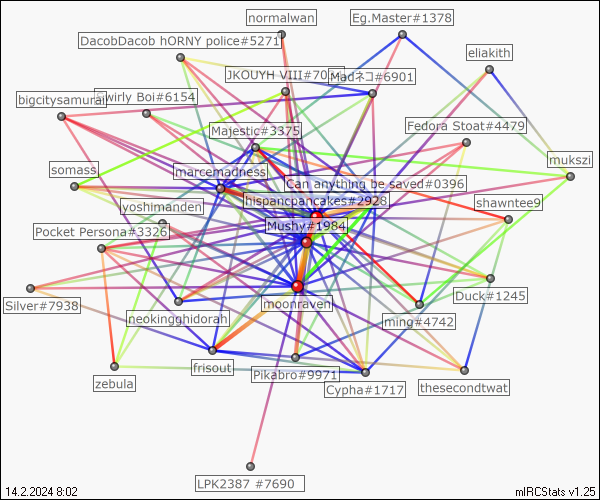 normalwan
Eg.Master#1378
DacobDacob hORNY police#5271
eliakith
JKOUYH VIII#70
Madネコ#6901
bigcitysamurai
wirly Boi#6154
Majestic#3375
Fedora Stoat#4479
mukszi
somass
marcemadness
Can anything be saved#0396
yoshimanden
hispancpancakes#2928
shawntee9
Pocket Persona#3326
Mushy#1984
Silver#7938
neokingghidorah
moonraven
ming#4742
Duck#1245
zebula
frisout
Pikabro#9971
Cypha#1717
thesecondtwat
LPK2387 #7690
14.2.2024 8:02
mIRCStats v1.25